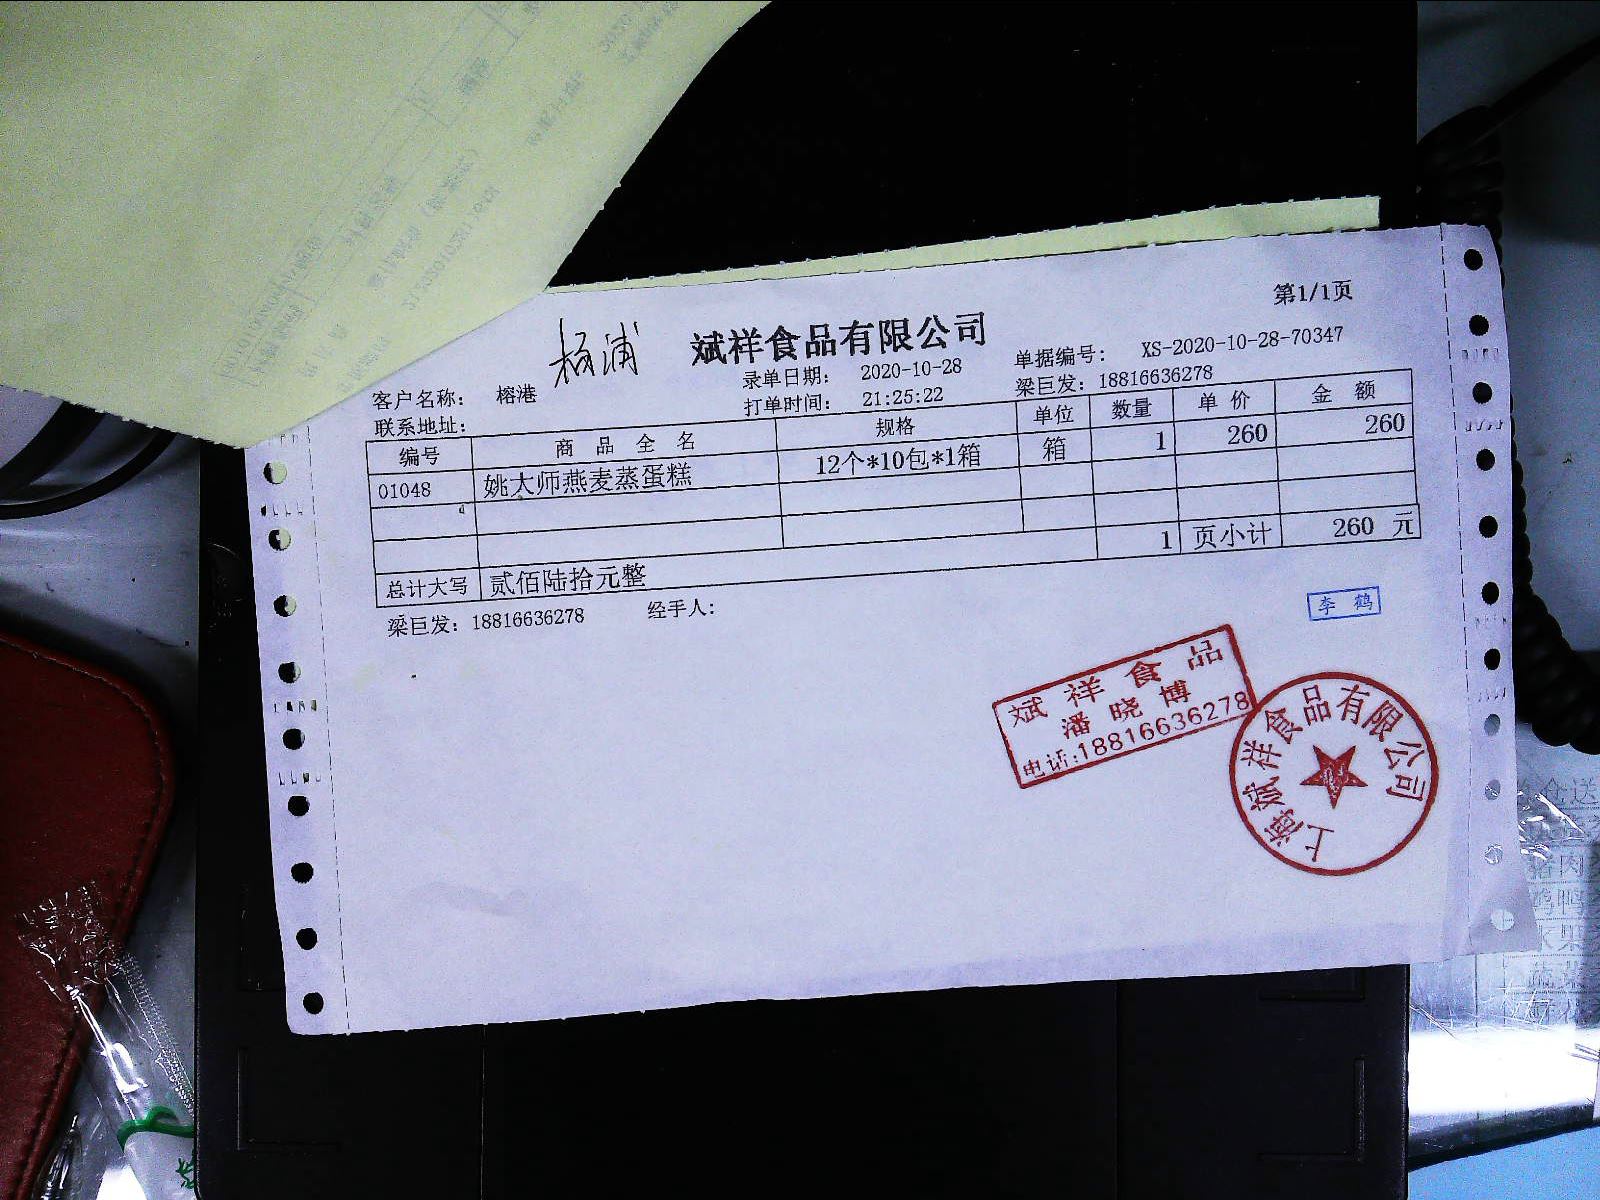 第1/1页
杨浦
斌祥食品有限公司
客户名称： 榕港 录单日期： 2020-10-28 单据编号： XS-2020-10-28-70347
联系地址： 打单时间： 21:25:22 梁巨发：18816636278
编号 商 品 全 名 规格 单位 数量 单 价 金 额
01048 姚大师燕麦蒸蛋糕 12个*10包*1箱 箱 1 260 260
1 页小计 260 元
总计大写 贰佰陆拾元整
梁巨发：18816636278 经手人：
李 鹤
斌祥食品
潘晓博
电话:18816636278
上海斌祥食品有限公司